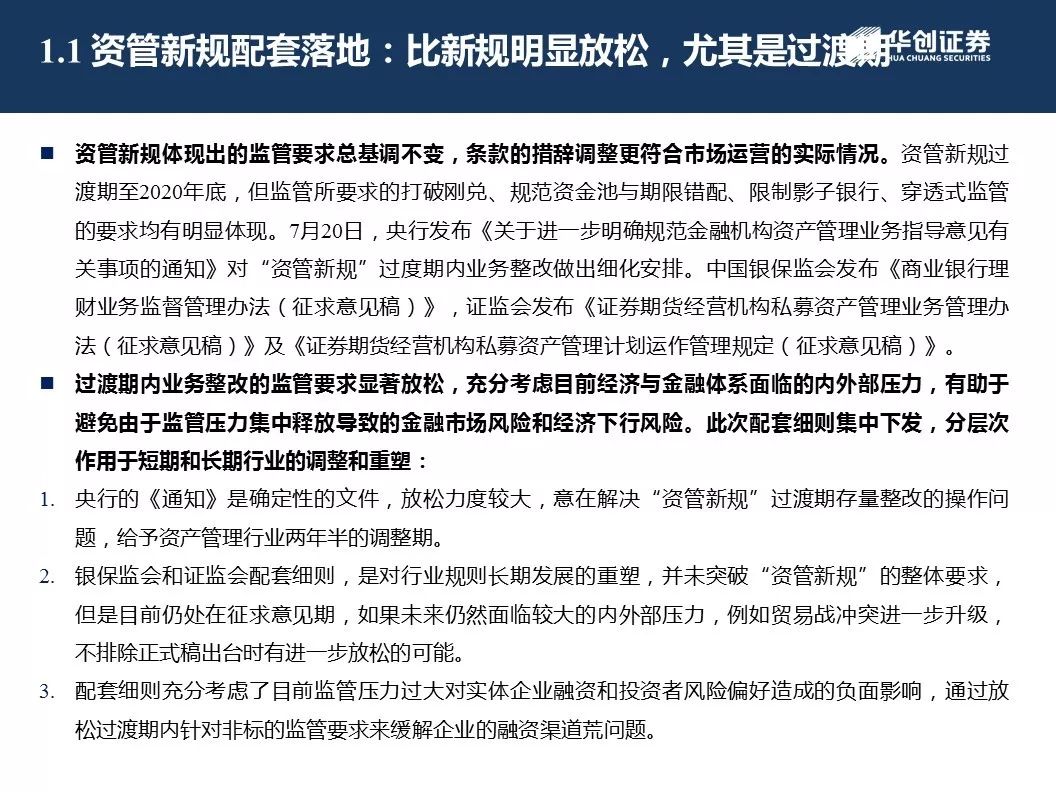 1.1 资管新规配套落地：比新规明显放松，尤其是过渡期
华创证券
HUA CHUANG SECURITIES
■ 资管新规体现出的监管要求总基调不变，条款的措辞调整更符合市场运营的实际情况。资管新规过
渡期至2020年底，但监管所要求的打破刚兑、规范资金池与期限错配、限制影子银行、穿透式监管
的要求均有明显体现。7月20日，央行发布《关于进一步明确规范金融机构资产管理业务指导意见有
关事项的通知》对“资管新规”过度期内业务整改做出细化安排。中国银保监会发布《商业银行理
财业务监督管理办法（征求意见稿）》，证监会发布《证券期货经营机构私募资产管理业务管理办
法（征求意见稿）》及《证券期货经营机构私募资产管理计划运作管理规定（征求意见稿）》。
■ 过渡期内业务整改的监管要求显著放松，充分考虑目前经济与金融体系面临的内外部压力，有助于
避免由于监管压力集中释放导致的金融市场风险和经济下行风险。此次配套细则集中下发，分层次
作用于短期和长期行业的调整和重塑：
1. 央行的《通知》是确定性的文件，放松力度较大，意在解决“资管新规”过渡期存量整改的操作问
题，给予资产管理行业两年半的调整期。
2. 银保监会和证监会配套细则，是对行业规则长期发展的重塑，并未突破“资管新规”的整体要求，
但是目前仍处在征求意见期，如果未来仍然面临较大的内外部压力，例如贸易战冲突进一步升级，
不排除正式稿出台时有进一步放松的可能。
3. 配套细则充分考虑了目前监管压力过大对实体企业融资和投资者风险偏好造成的负面影响，通过放
松过渡期内针对非标的监管要求来缓解企业的融资渠道荒问题。